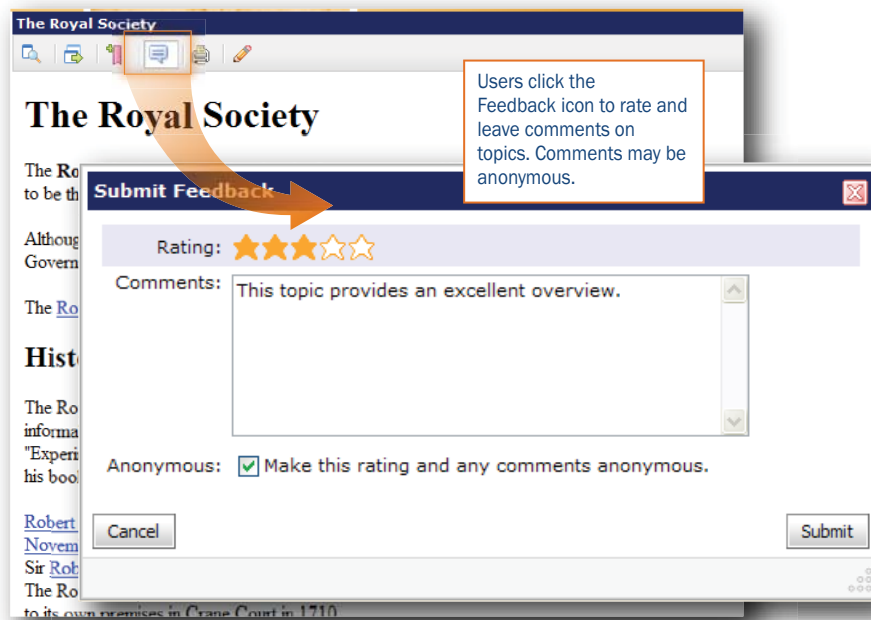 The Royal Society
The Royal Society
Users click the
Feedback icon to rate and
leave comments on
topics. Comments may be
anonymous.
The Ro
to be th
Submit Feedback
Althoug
Govern
Rating:
Comments:
This topic provides an excellent overview.
The Ro
Hist
The Ro
informa
"Experi
his boo
Anonymous: Make this rating and any comments anonymous.
Robert
Novem
Sir Rob
The Ro
Cancel
Submit
to its own premises in Crane Court in 1710